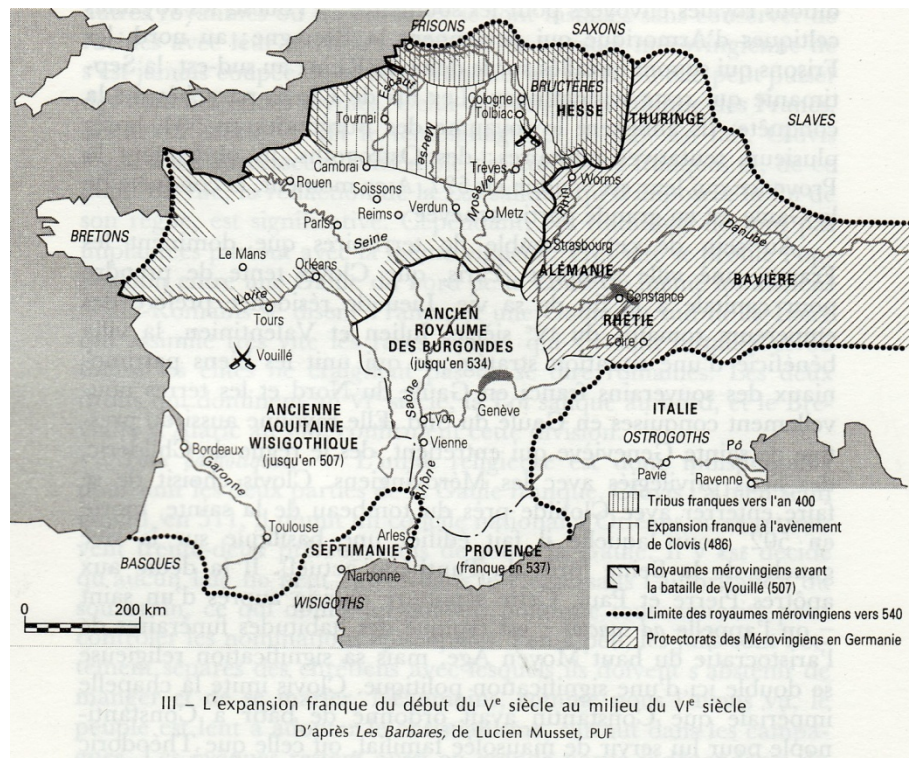 FRISONS
SAXONS
BRUCTÈRES
HESSE
THURINGE
SLAVES
Escaut
Cologne
Tolbiac
Tournai
Meuse
Cambrai
Trèves
Rouen
Soissons
Worms
Reims
Verdun
Moselle
Metz
Rhin
Paris
Seine
Danube
BRETONS
Strasbourg
Le Mans
Orléans
ALÉMANIE
BAVIÈRE
Loire
Constance
Tours
ANCIEN
ROYAUME
DES BURGONDES
(jusqu'en 534)
RHÉTIE
Coire
Vouillé
Saône
Genève
ANCIENNE
AQUITAINE
WISIGOTHIQUE
(jusqu'en 507)
Lyon
Vienne
ITALIE
OSTROGOTHS
Pô
Bordeaux
Garonne
Rhône
Pavie
Ravenne
Toulouse
Arles
SEPTIMANIE
PROVENCE
(franque en 537)
BASQUES
Narbonne
WISIGOTHS
0 200 km
Tribus franques vers l'an 400
Expansion franque à l'avènement
de Clovis (486)
Royaumes mérovingiens avant
la bataille de Vouillé (507)
Limite des royaumes mérovingiens vers 540
Protectorats des Mérovingiens en Germanie
III – L'expansion franque du début du Ve siècle au milieu du VIe siècle
D'après Les Barbares, de Lucien Musset, PUF